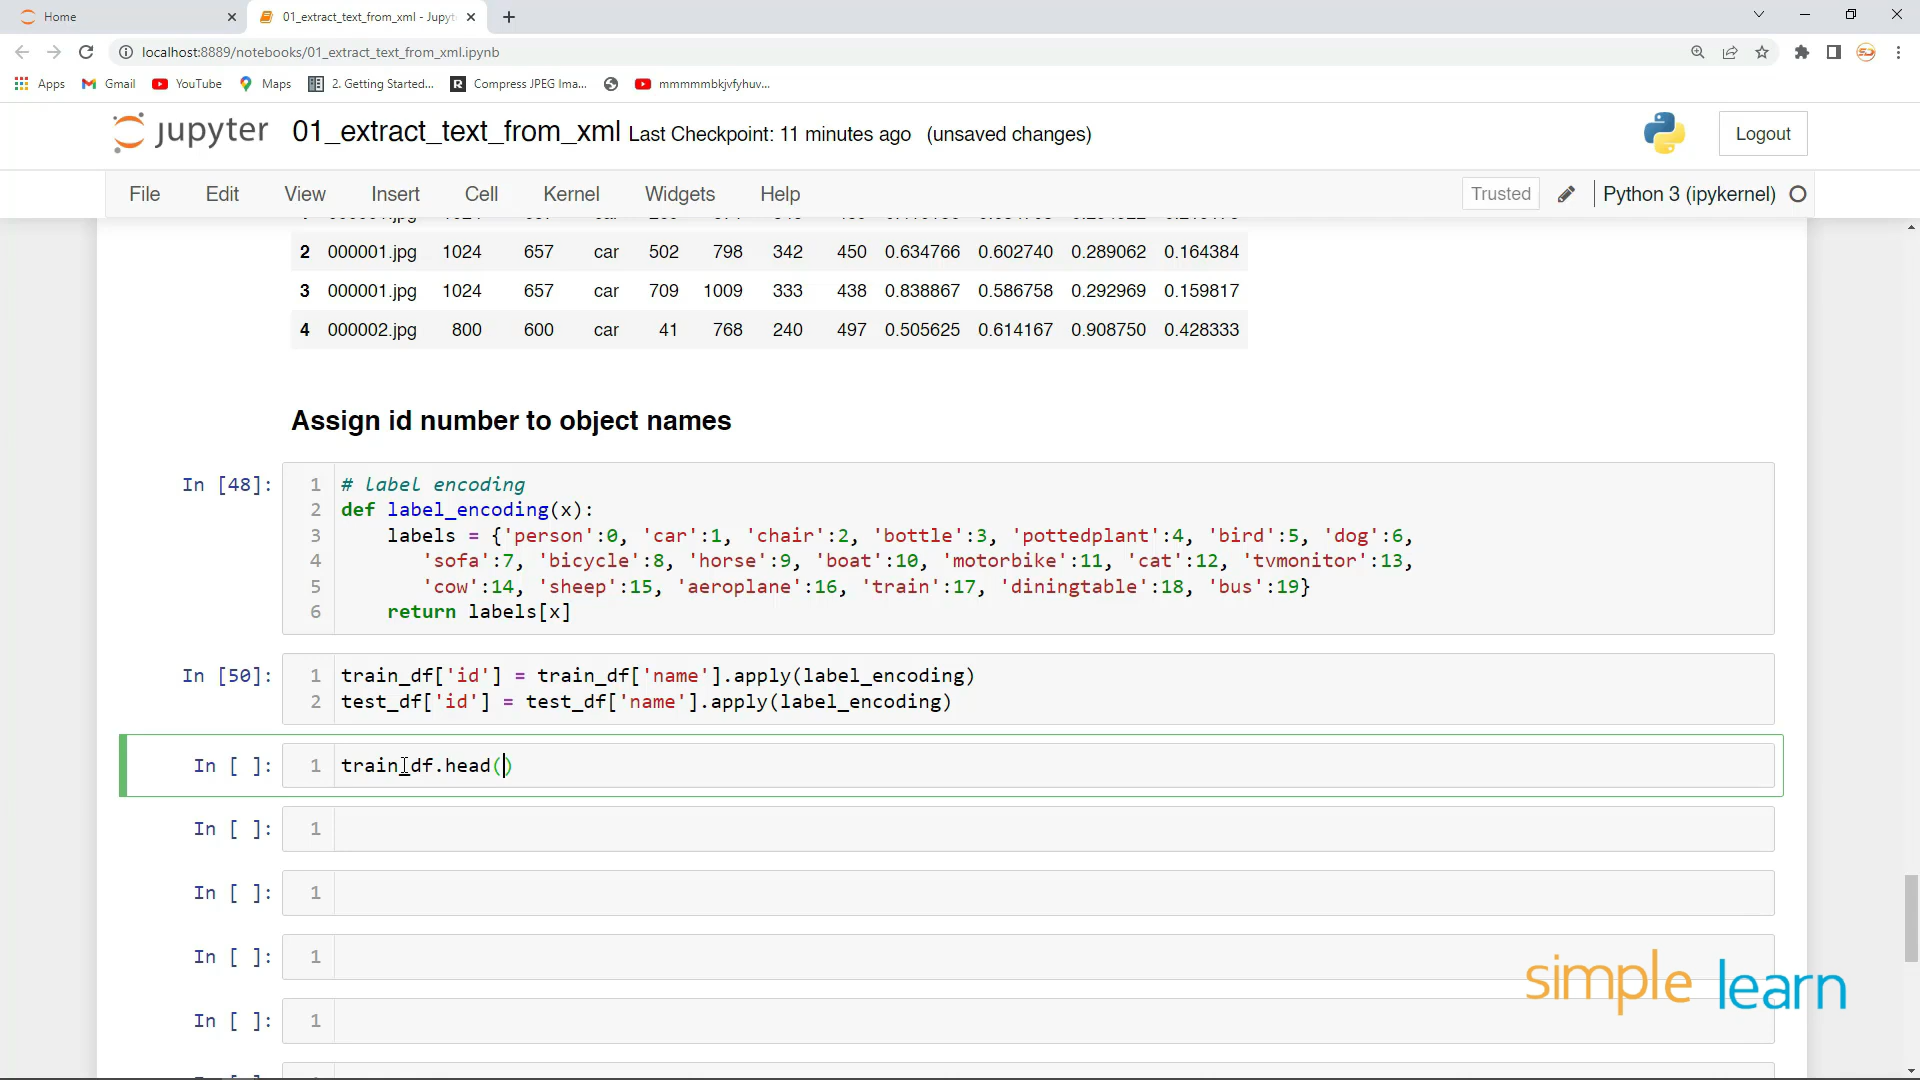 Home
01_extract_text_from_xml - Jupyt
localhost:8889/notebooks/01_extract_text_from_xml.ipynb
Apps Gmail YouTube Maps 2. Getting Started... Compress JPEG Ima... mmmmmbkjvfyhuv...
jupyter 01_extract_text_from_xml Last Checkpoint: 11 minutes ago (unsaved changes) Logout
File Edit View Insert Cell Kernel Widgets Help Trusted Python 3 (ipykernel)
2 000001.jpg 1024 657 car 502 798 342 450 0.634766 0.602740 0.289062 0.164384
3 000001.jpg 1024 657 car 709 1009 333 438 0.838867 0.586758 0.292969 0.159817
4 000002.jpg 800 600 car 41 768 240 497 0.505625 0.614167 0.908750 0.428333
Assign id number to object names
In [48]: 1 # label encoding
2 def label_encoding(x):
3 labels = {'person':0, 'car':1, 'chair':2, 'bottle':3, 'pottedplant':4, 'bird':5, 'dog':6,
4 'sofa':7, 'bicycle':8, 'horse':9, 'boat':10, 'motorbike':11, 'cat':12, 'tvmonitor':13,
5 'cow':14, 'sheep':15, 'aeroplane':16, 'train':17, 'diningtable':18, 'bus':19}
6 return labels[x]
In [50]: 1 train_df['id'] = train_df['name'].apply(label_encoding)
2 test_df['id'] = test_df['name'].apply(label_encoding)
In [ ]: 1 train_df.head()
In [ ]: 1
In [ ]: 1
In [ ]: 1
In [ ]: 1
simplelearn